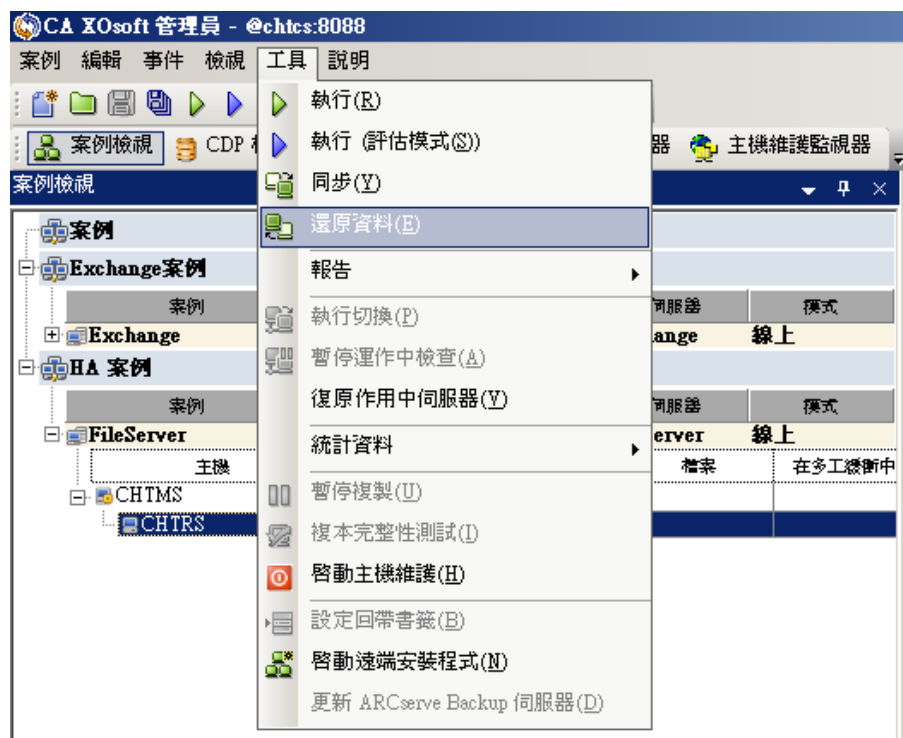 CA XOsoft 管理員 - @chtcs:8088
案例 編輯 事件 檢視 工具 說明
案例檢視 CDP 器 主機維護監視器
案例檢視
執行(R)
執行 (評估模式(S))
同步(Y)
還原資料(E)
報告
執行切換(P)
暫停運作中檢查(A)
復原作用中伺服器(V)
統計資料
暫停複製(U)
複本完整性測試(I)
啟動主機維護(H)
設定回帶書籤(B)
啟動遠端安裝程式(N)
更新 ARCserve Backup 伺服器(D)
案例
Exchange案例
案例 伺服器 模式
Exchange ange 線上
HA 案例
案例 伺服器 模式
FileServer erver 線上
主機 檔案 在多工緩衝中
CHTMS
CHTRS